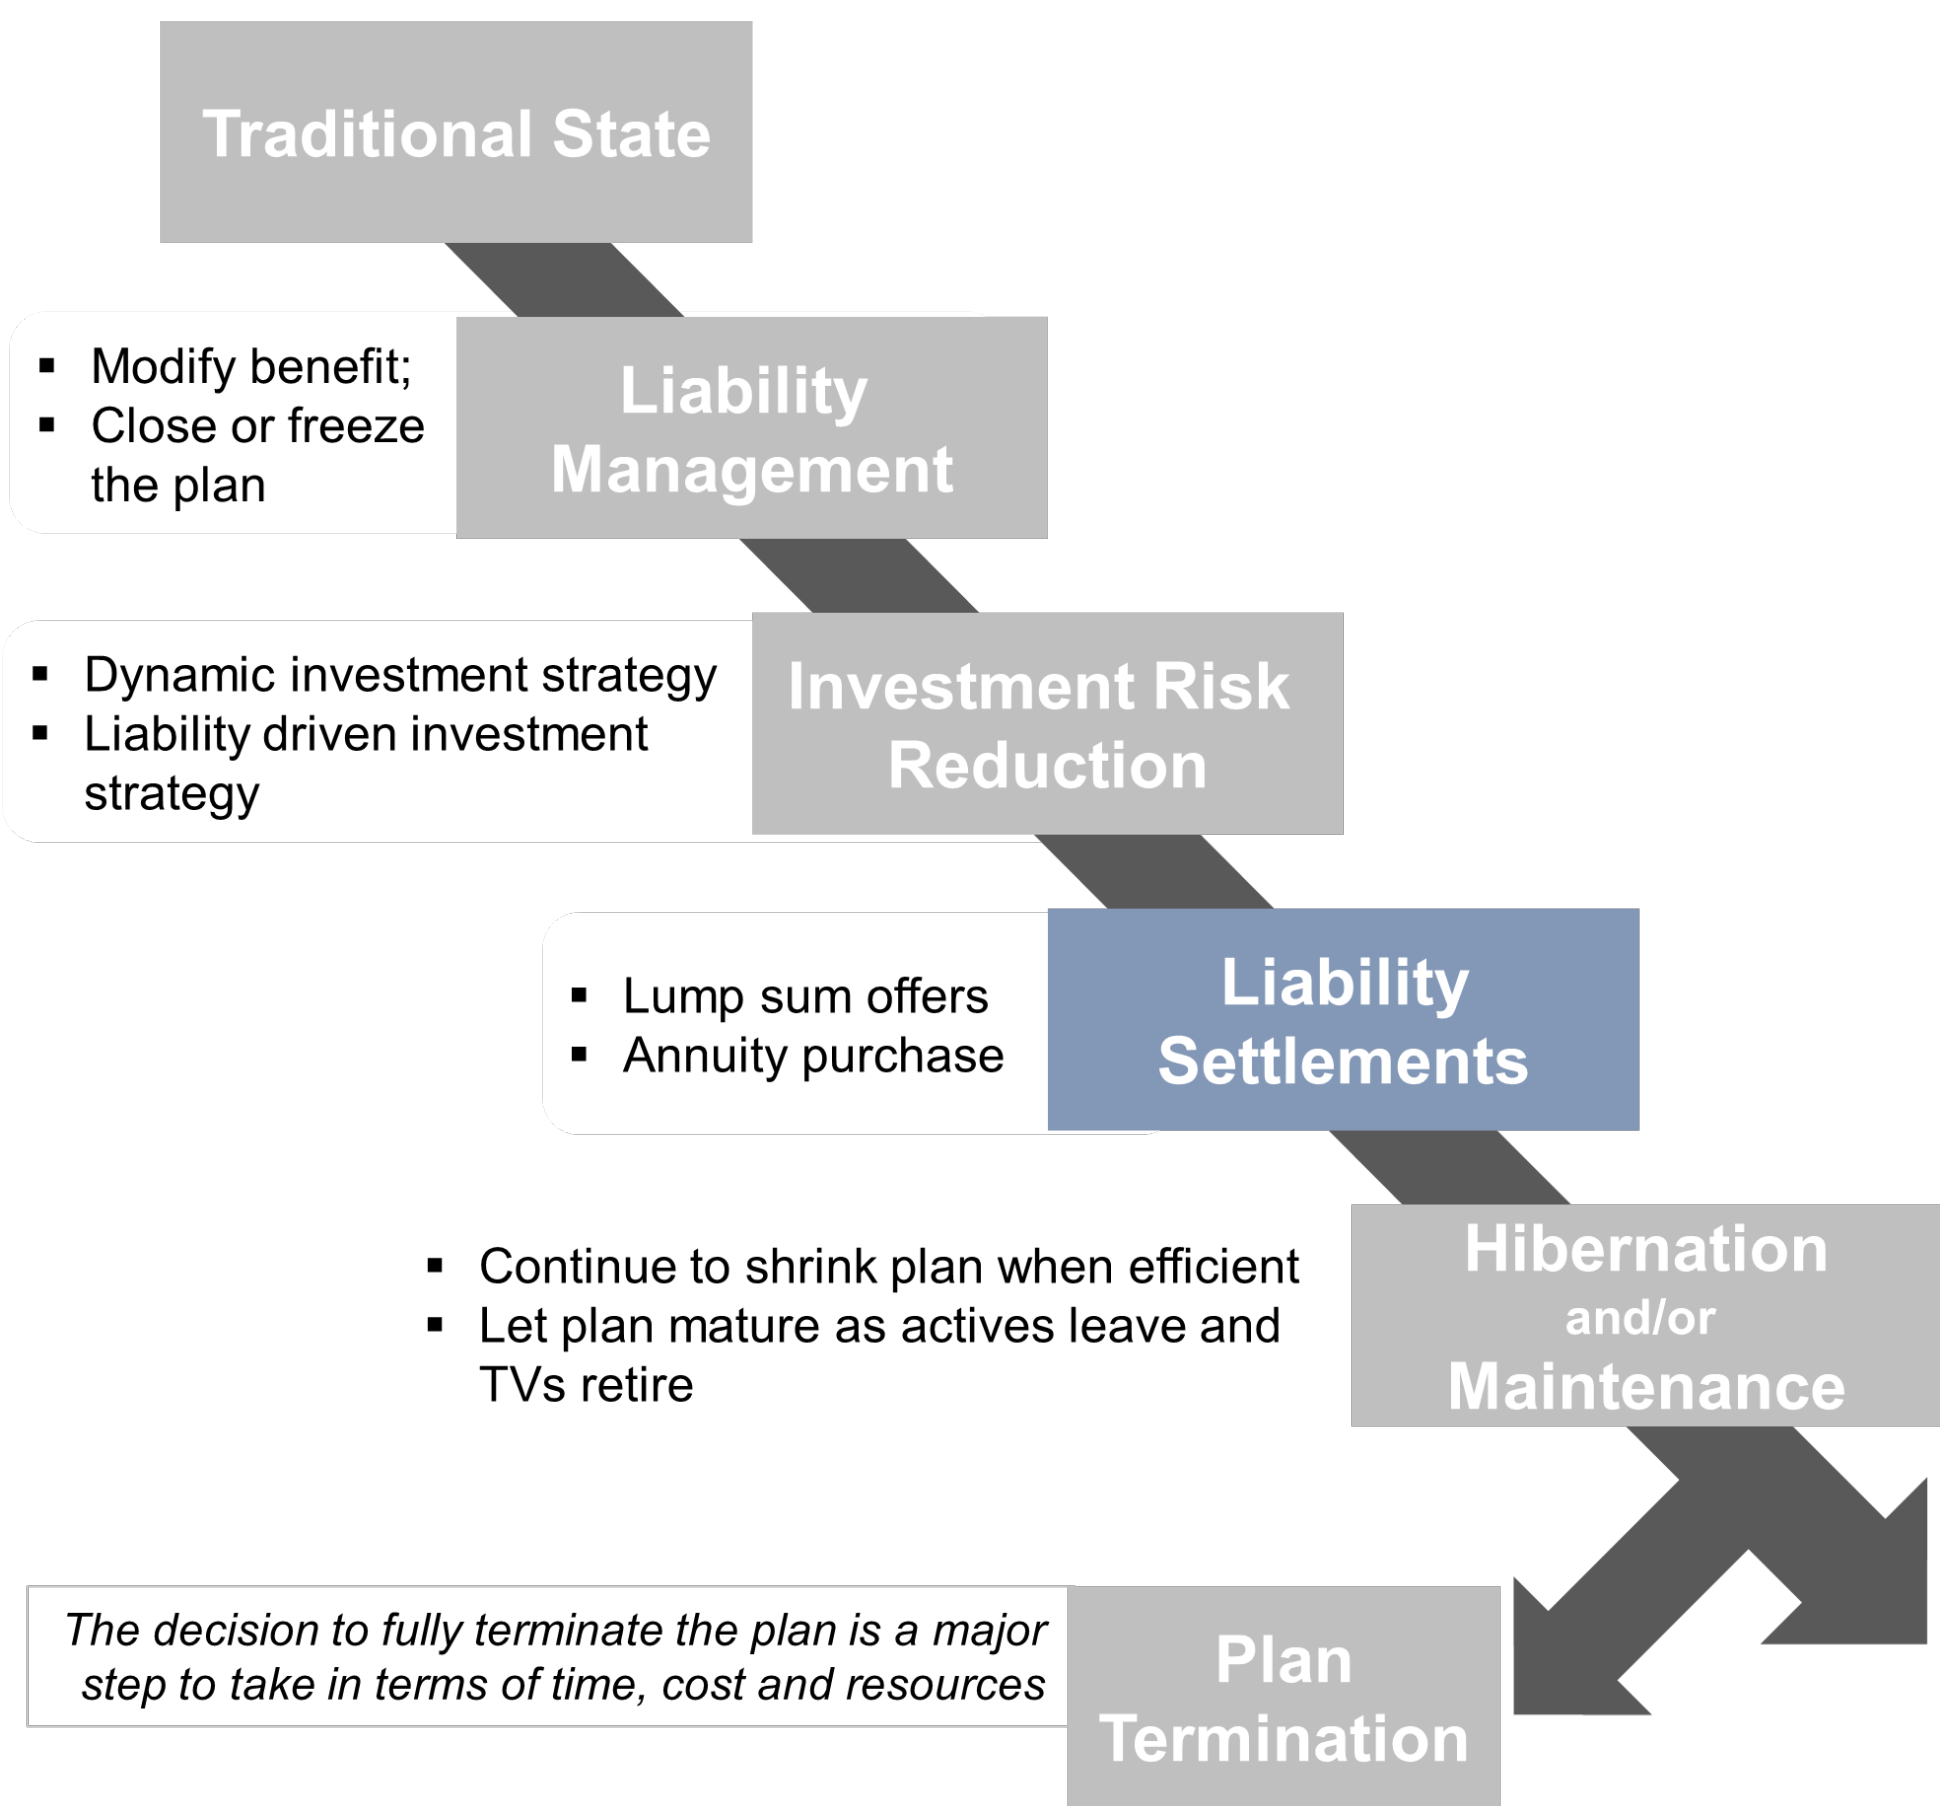 Traditional State
▪ Modify benefit;
▪ Close or freeze
the plan
Liability
Management
▪ Dynamic investment strategy
▪ Liability driven investment
strategy
Investment Risk
Reduction
▪ Lump sum offers
▪ Annuity purchase
Liability
Settlements
▪ Continue to shrink plan when efficient
▪ Let plan mature as actives leave and
TVs retire
Hibernation
and/or
Maintenance
The decision to fully terminate the plan is a major
step to take in terms of time, cost and resources
Plan
Termination